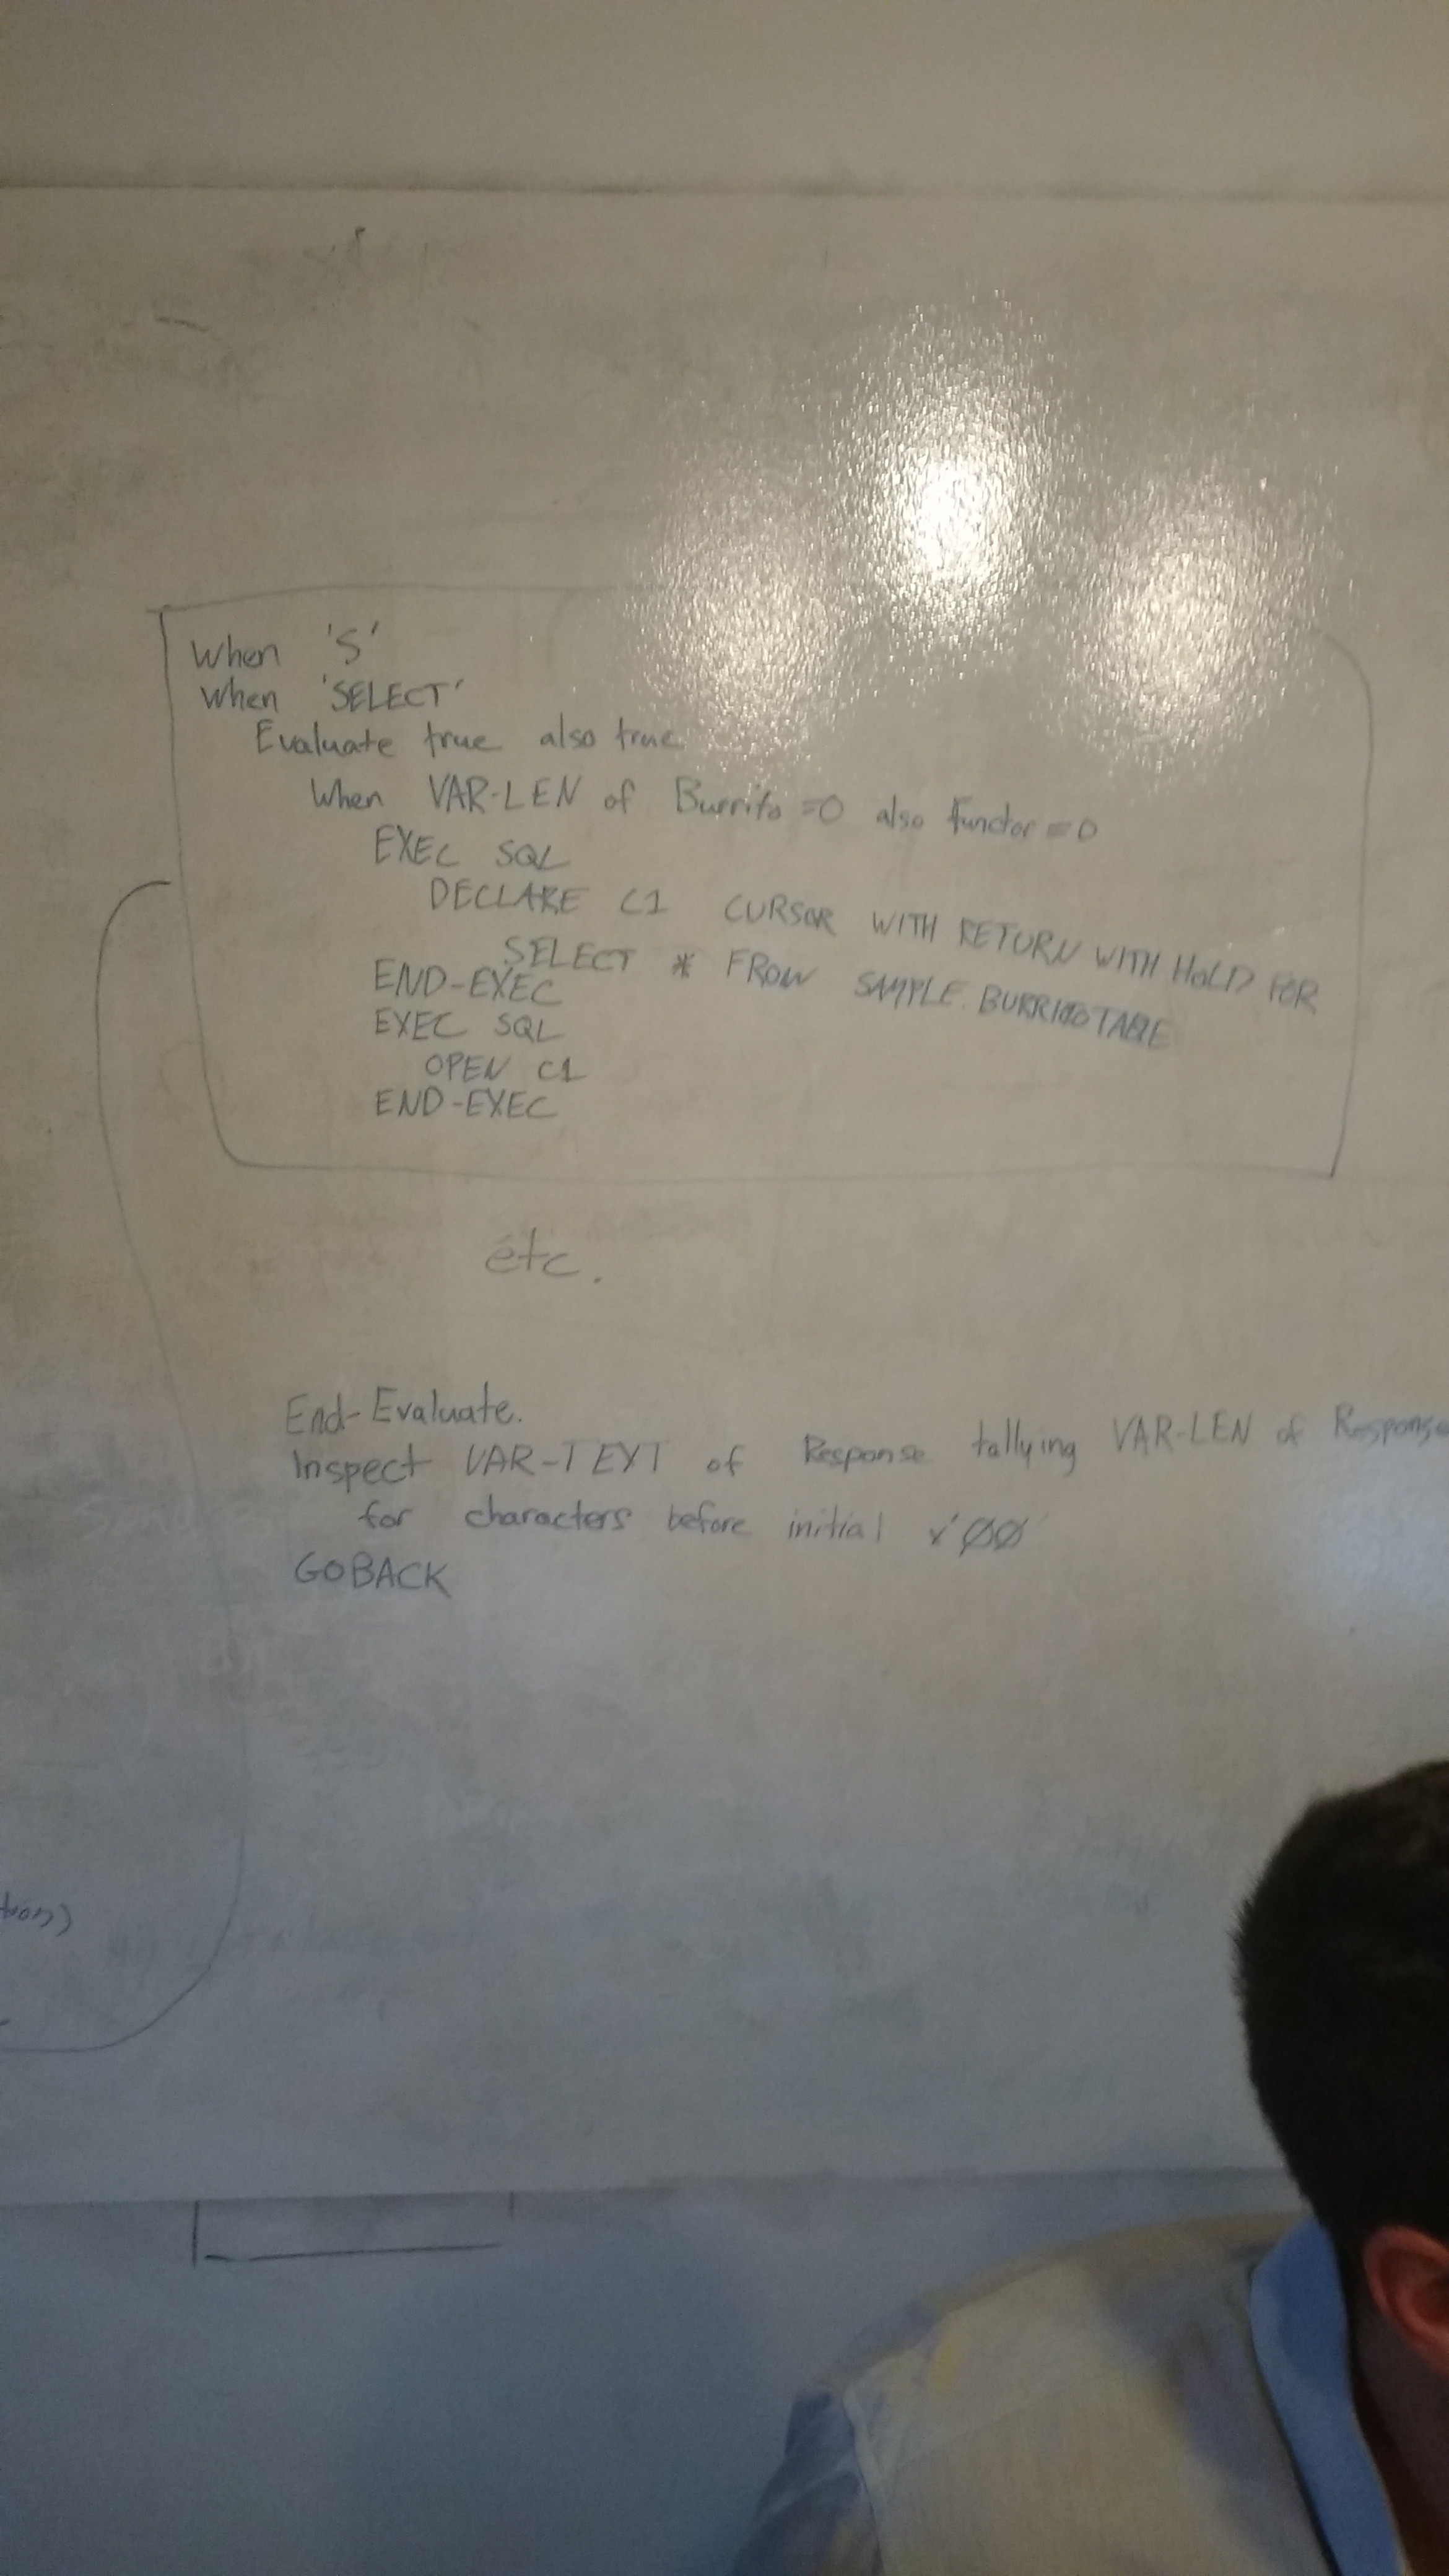 When 'S'
When 'SELECT'
Evaluate true also true
When VAR-LEN of Burrito =0 also Functor =0
EXEC SQL
DECLARE C1 CURSOR WITH RETURN WITH HOLD FOR
SELECT * FROM SAMPLE.BURRITOTABLE
END-EXEC
EXEC SQL
OPEN C1
END-EXEC
etc.
End-Evaluate.
Inspect VAR-TEXT of Response tallying VAR-LEN of Response
for characters before initial x'00'
GOBACK